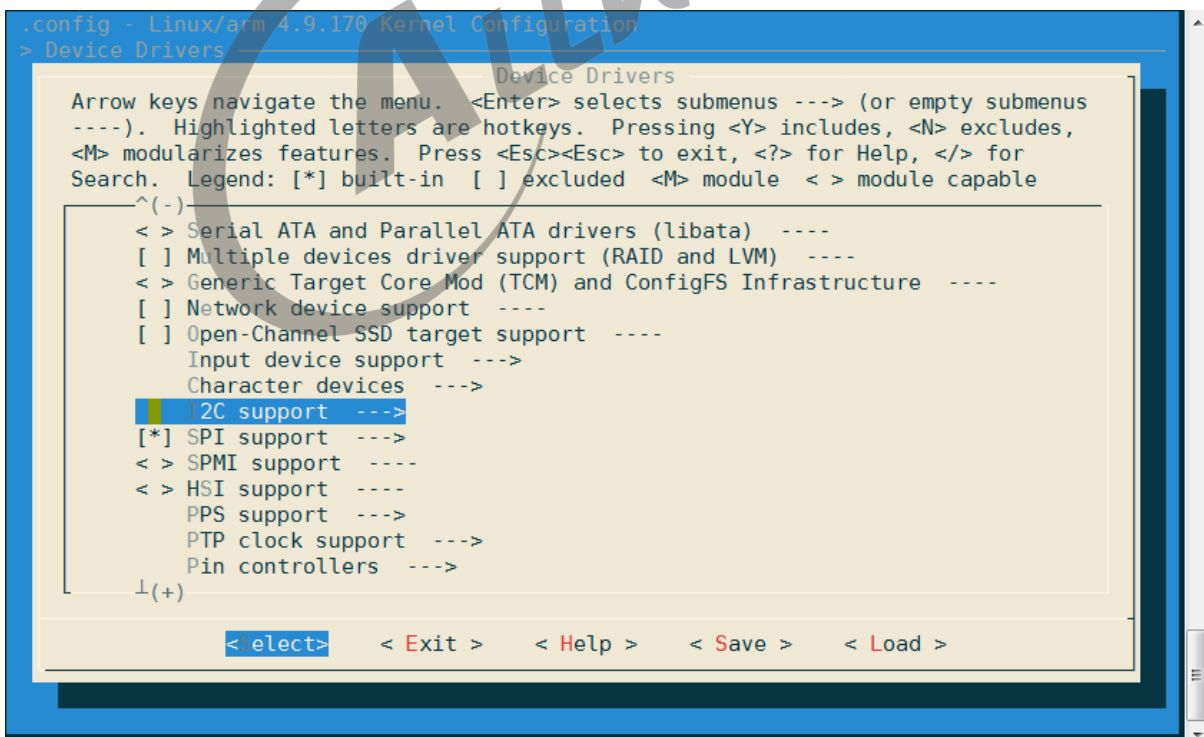 .config - Linux/arm 4.9.170 Kernel Configuration
> Device Drivers
Device Drivers
Arrow keys navigate the menu. <Enter> selects submenus ---> (or empty submenus
----). Highlighted letters are hotkeys. Pressing <Y> includes, <N> excludes,
<M> modularizes features. Press <Esc><Esc> to exit, <?> for Help, </> for
Search. Legend: [*] built-in [ ] excluded <M> module < > module capable
^(-)
< > Serial ATA and Parallel ATA drivers (libata) ----
[ ] Multiple devices driver support (RAID and LVM) ----
< > Generic Target Core Mod (TCM) and ConfigFS Infrastructure ----
[ ] Network device support ----
[ ] Open-Channel SSD target support ----
Input device support --->
Character devices --->
I2C support --->
[*] SPI support --->
< > SPMI support ----
< > HSI support ----
PPS support --->
PTP clock support --->
Pin controllers --->
┴(+)
<Select> < Exit > < Help > < Save > < Load >